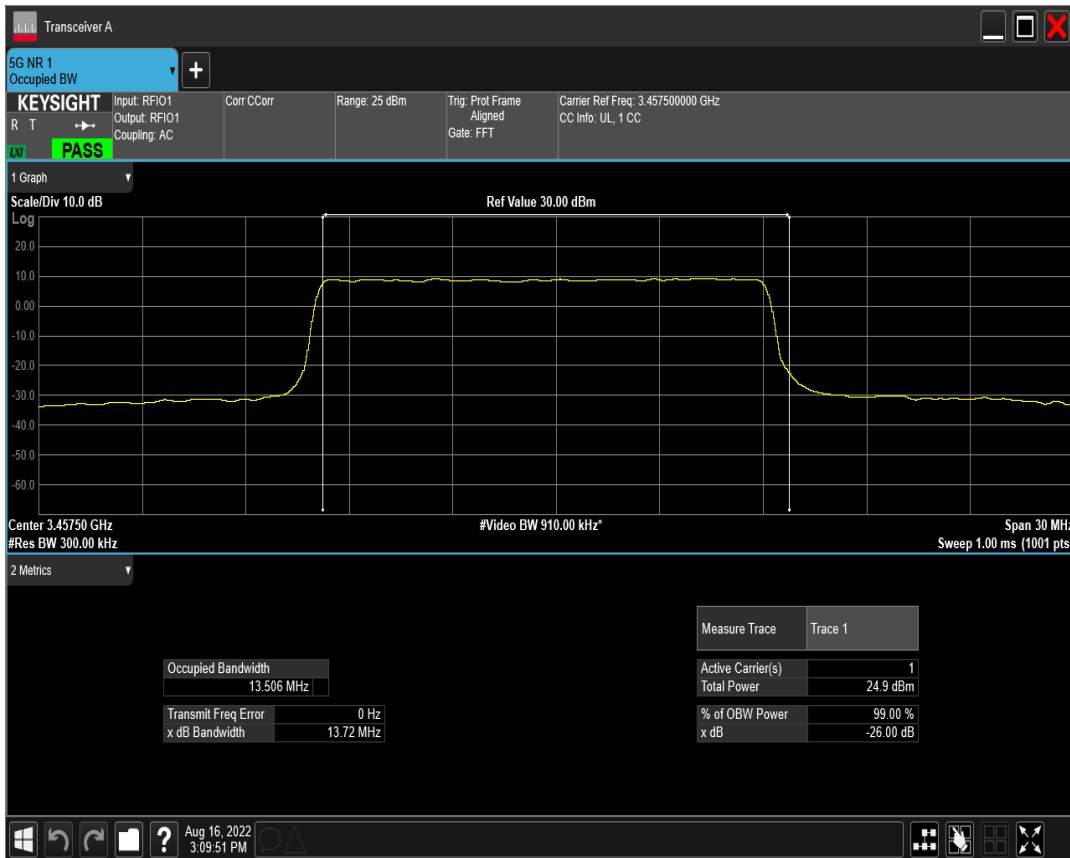 Transceiver A
5G NR 1
Occupied BW
+
KEYSIGHT
R T
LXI
PASS
Input: RFIO1
Output: RFIO1
Coupling: AC
Corr CCorr
Range: 25 dBm
Trig: Prot Frame
Aligned
Gate: FFT
Carrier Ref Freq: 3.457500000 GHz
CC Info: UL, 1 CC
1 Graph
Scale/Div 10.0 dB
Ref Value 30.00 dBm
Log
20.0
10.0
0.00
-10.0
-20.0
-30.0
-40.0
-50.0
-60.0
Center 3.45750 GHz
#Video BW 910.00 kHz*
Span 30 MHz
#Res BW 300.00 kHz
Sweep 1.00 ms (1001 pts
2 Metrics
Measure Trace Trace 1
Occupied Bandwidth
13.506 MHz
Active Carrier(s) 1
Total Power 24.9 dBm
Transmit Freq Error 0 Hz
x dB Bandwidth 13.72 MHz
% of OBW Power 99.00 %
x dB -26.00 dB
?
Aug 16, 2022
3:09:51 PM